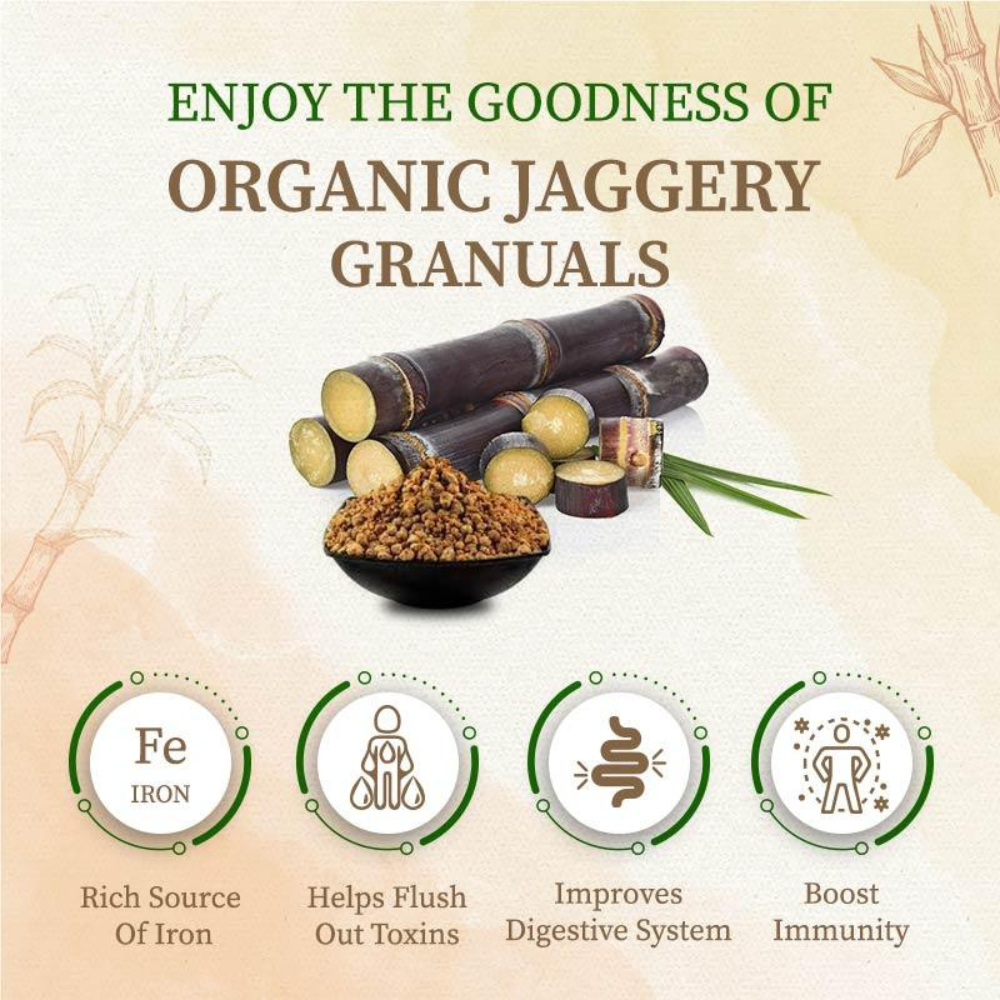 ENJOY THE GOODNESS OF
ORGANIC JAGGERY
GRANUALS
Fe
IRON
Rich Source
Of Iron
Helps Flush
Out Toxins
Improves
Digestive System
Boost
Immunity